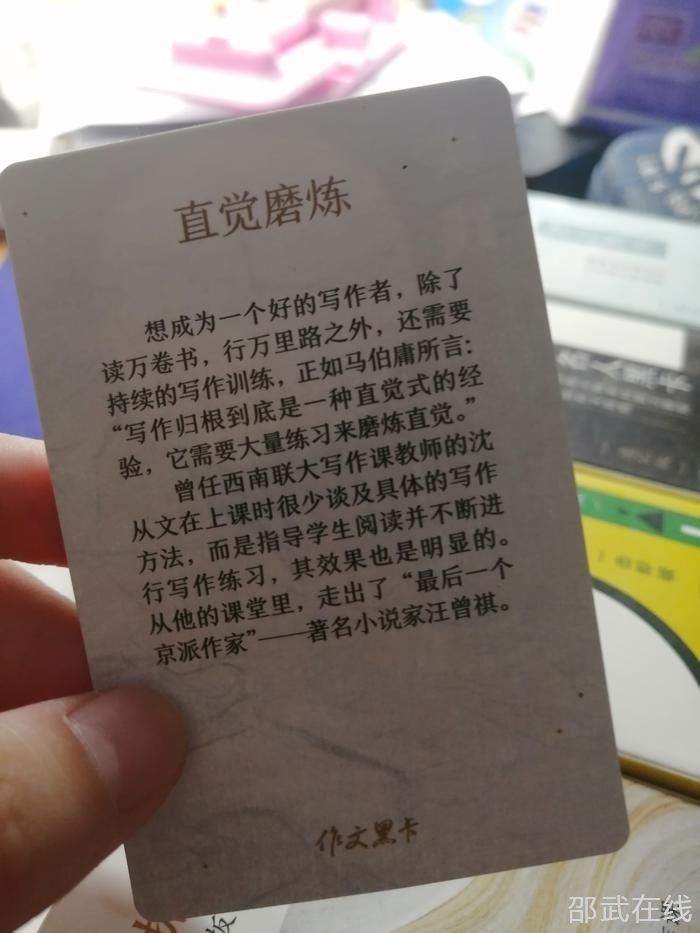 直觉磨炼
想成为一个好的写作者，除了
读万卷书，行万里路之外，还需要
持续的写作训练，正如马伯庸所言：
“写作归根到底是一种直觉式的经
验，它需要大量练习来磨炼直觉。”
曾任西南联大写作课教师的沈
从文在上课时很少谈及具体的写作
方法，而是指导学生阅读并不断进
行写作练习，其效果也是明显的。
从他的课堂里，走出了“最后一个
京派作家”——著名小说家汪曾祺。
作文黑卡
邵武在线